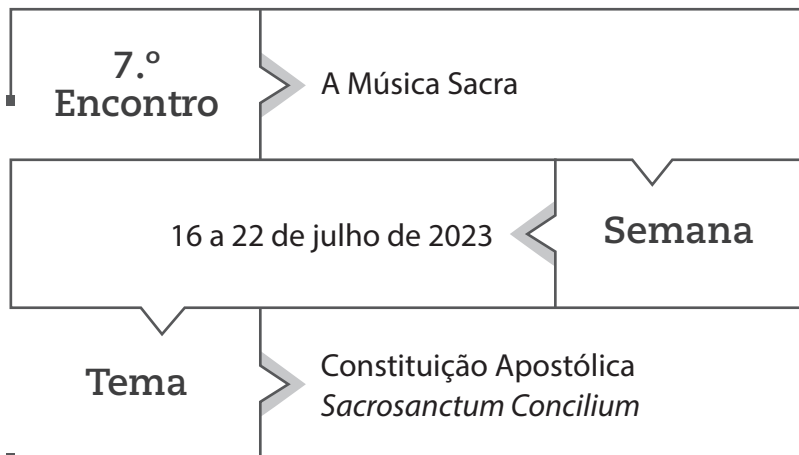 7.º
Encontro
A Música Sacra
16 a 22 de julho de 2023
Semana
Tema
Constituição Apostólica
Sacrosanctum Concilium